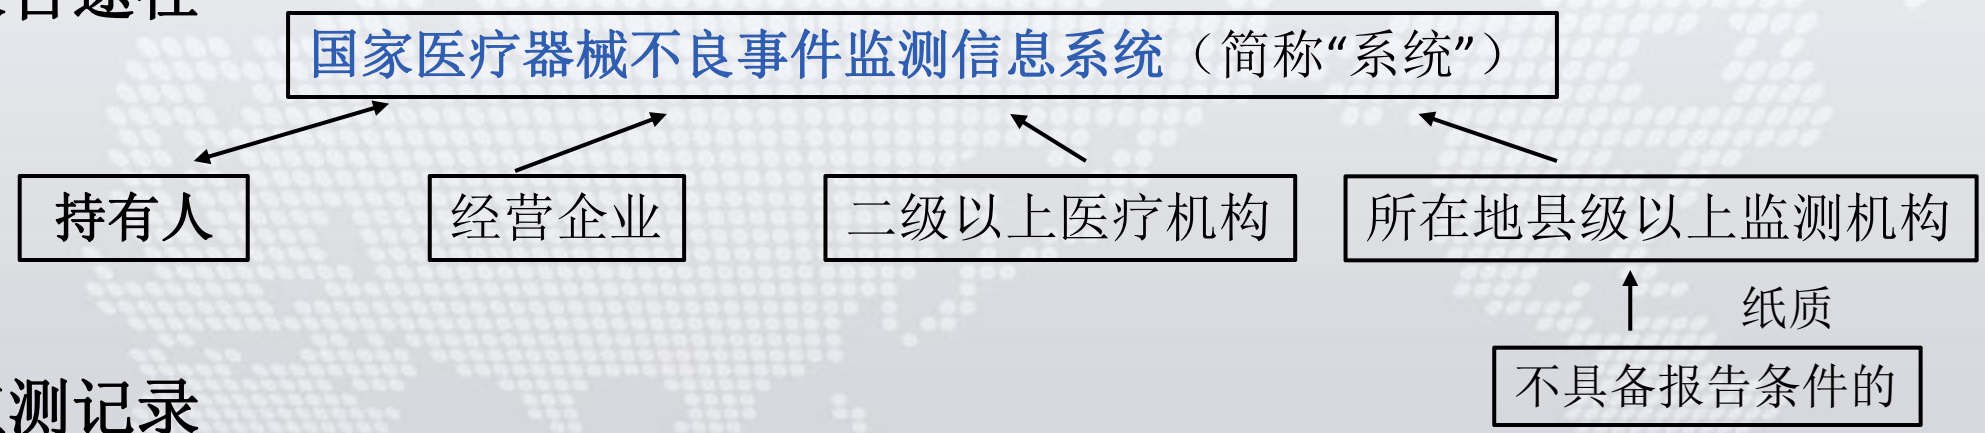 告途径
国家医疗器械不良事件监测信息系统（简称“系统”）
持有人
经营企业
二级以上医疗机构
所在地县级以上监测机构
纸质
不具备报告条件的
测记录